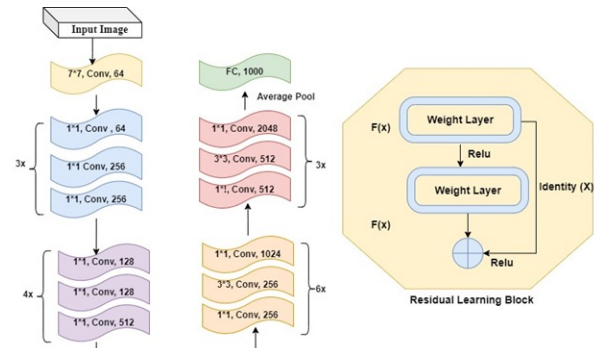 Input Image
7*7, Conv, 64
3x
1*1, Conv , 64
1*1 Conv, 256
1*1, Conv, 256
4x
1*1, Conv, 128
1*1, Conv, 128
1*1, Conv, 512
FC, 1000
Average Pool
1*1, Conv, 2048
3*3, Conv, 512
1*!, Conv, 512
3x
1*1, Conv, 1024
3*3, Conv, 256
1*1, Conv, 256
6x
F(x)
Weight Layer
Relu
Weight Layer
Identity (X)
F(x)
Relu
Residual Learning Block